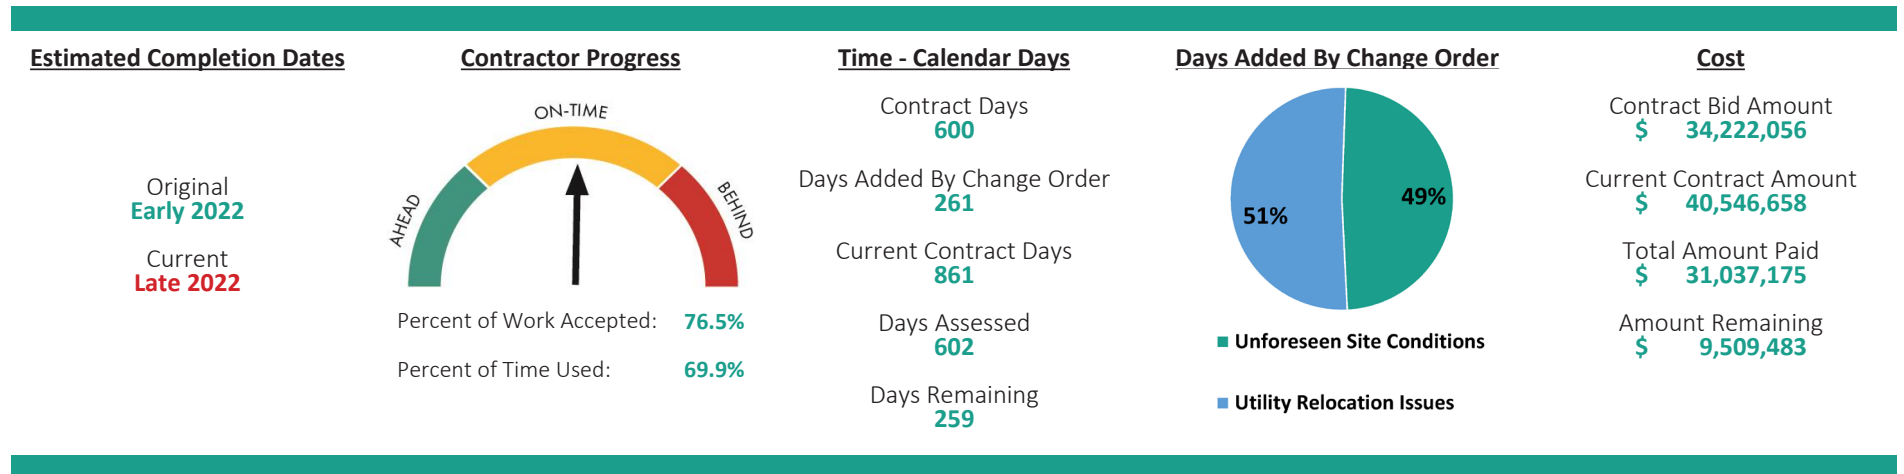 Estimated Completion Dates
Original
Early 2022
Current
Late 2022
Contractor Progress
AHEAD
ON-TIME
BEHIND
Percent of Work Accepted: 76.5%
Percent of Time Used: 69.9%
Time - Calendar Days
Contract Days
600
Days Added By Change Order
261
Current Contract Days
861
Days Assessed
602
Days Remaining
259
Days Added By Change Order
51%
49%
Unforeseen Site Conditions
Utility Relocation Issues
Cost
Contract Bid Amount
$ 34,222,056
Current Contract Amount
$ 40,546,658
Total Amount Paid
$ 31,037,175
Amount Remaining
$ 9,509,483